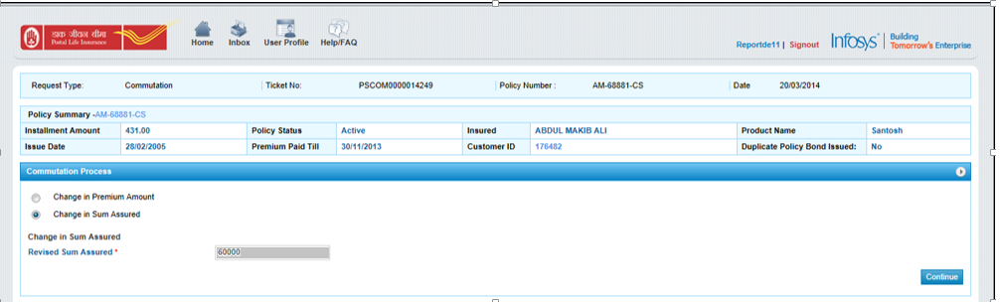 डाक जीवन बीमा
Postal Life Insurance
Home Inbox User Profile Help/FAQ
Reportde11 | Signout
Infosys® | Building
Tomorrow's Enterprise
Request Type: Commutation Ticket No: PSCOM0000014249 Policy Number : AM-68881-CS Date 20/03/2014
Policy Summary -AM-68881-CS
Installment Amount 431.00 Policy Status Active Insured ABDUL MAKIB ALI Product Name Santosh
Issue Date 28/02/2005 Premium Paid Till 30/11/2013 Customer ID 176482 Duplicate Policy Bond Issued: No
Commutation Process
Change in Premium Amount
Change in Sum Assured
Change in Sum Assured
Revised Sum Assured * 60000
Continue